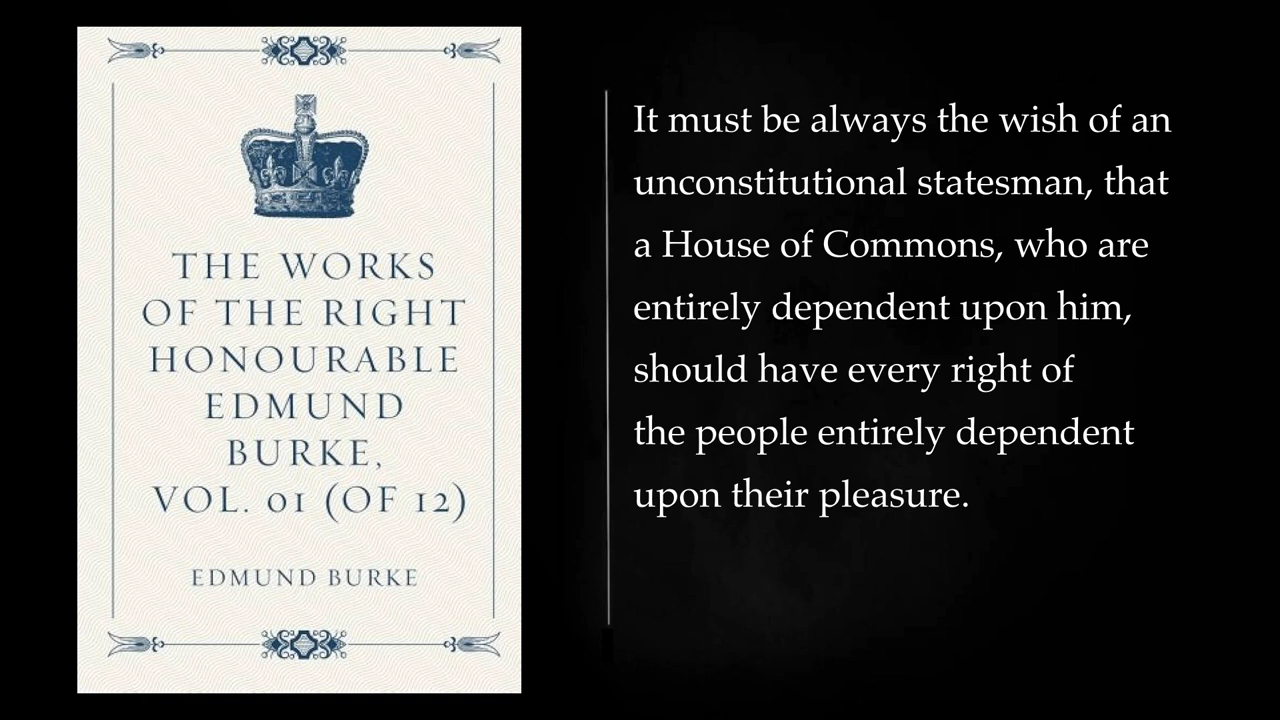 THE WORKS
OF THE RIGHT
HONOURABLE
EDMUND
BURKE,
VOL. 01 (OF 12)
EDMUND BURKE
It must be always the wish of an
unconstitutional statesman, that
a House of Commons, who are
entirely dependent upon him,
should have every right of
the people entirely dependent
upon their pleasure.